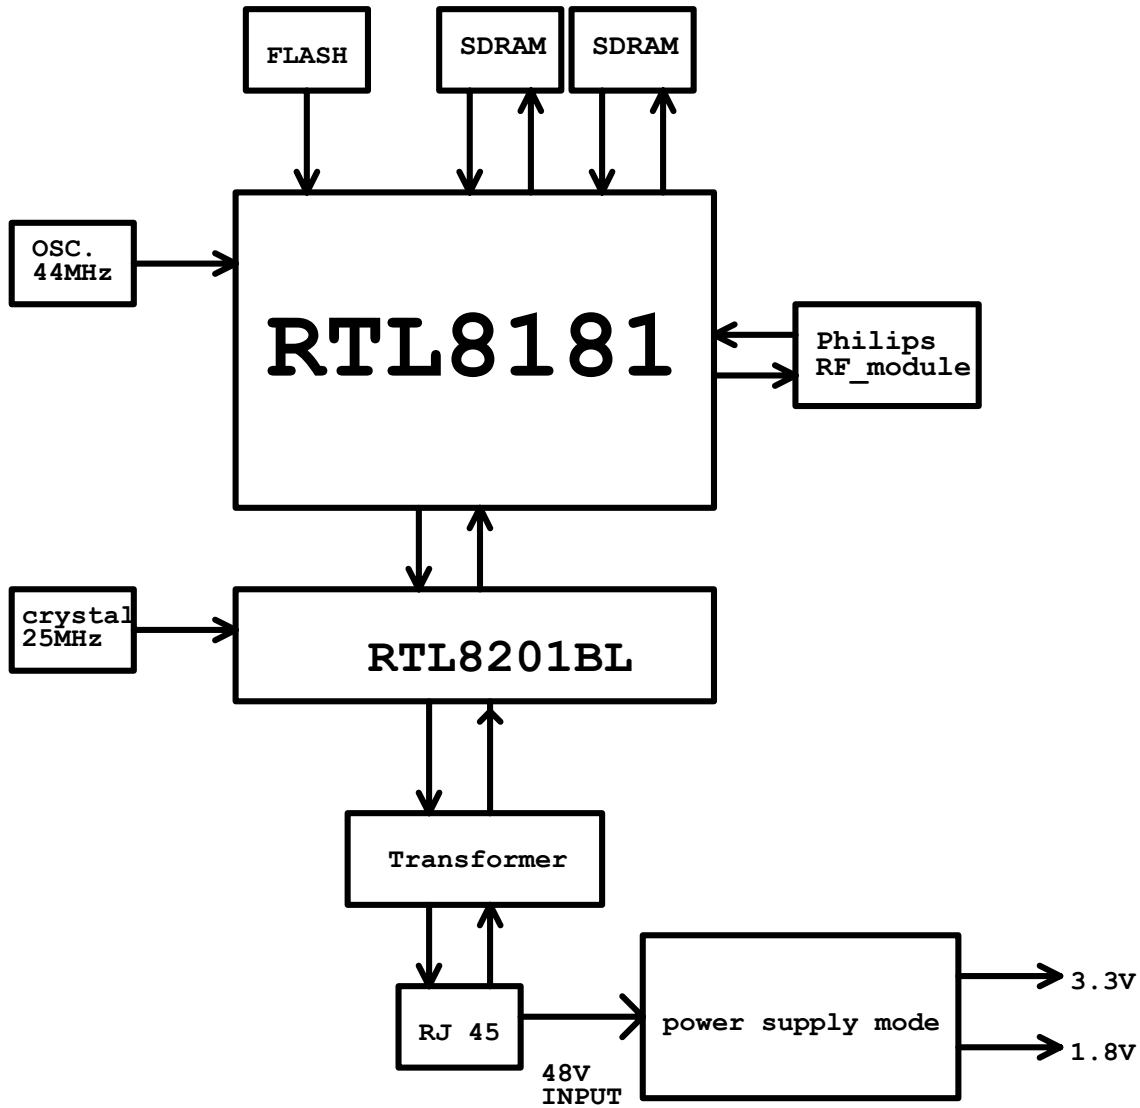 FLASH
SDRAM
SDRAM
OSC.
44MHz
RTL8181
Philips
RF_module
crystal
25MHz
RTL8201BL
Transformer
RJ 45
48V
INPUT
power supply mode
3.3V
1.8V